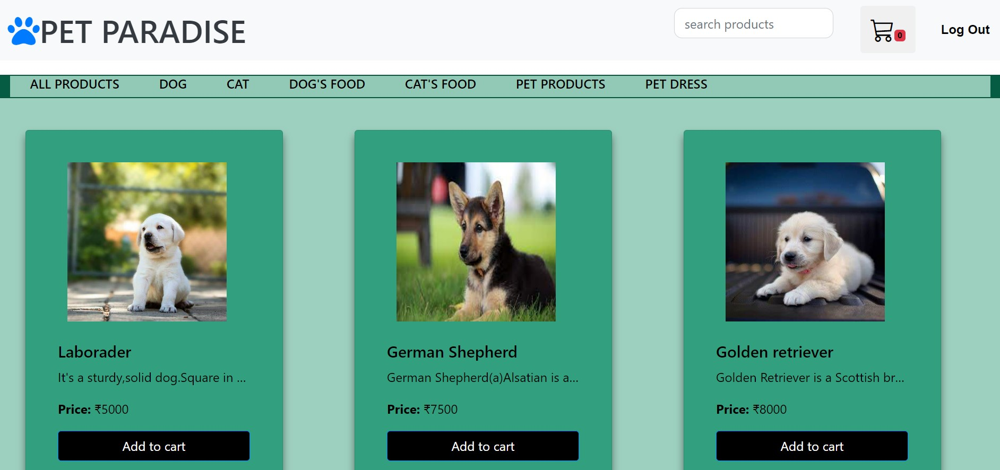 PET PARADISE
search products
0
Log Out
ALL PRODUCTS DOG CAT DOG'S FOOD CAT'S FOOD PET PRODUCTS PET DRESS
Laborader
It's a sturdy,solid dog.Square in ...
Price: ₹5000
Add to cart
German Shepherd
German Shepherd(a)Alsatian is a...
Price: ₹7500
Add to cart
Golden retriever
Golden Retriever is a Scottish br...
Price: ₹8000
Add to cart